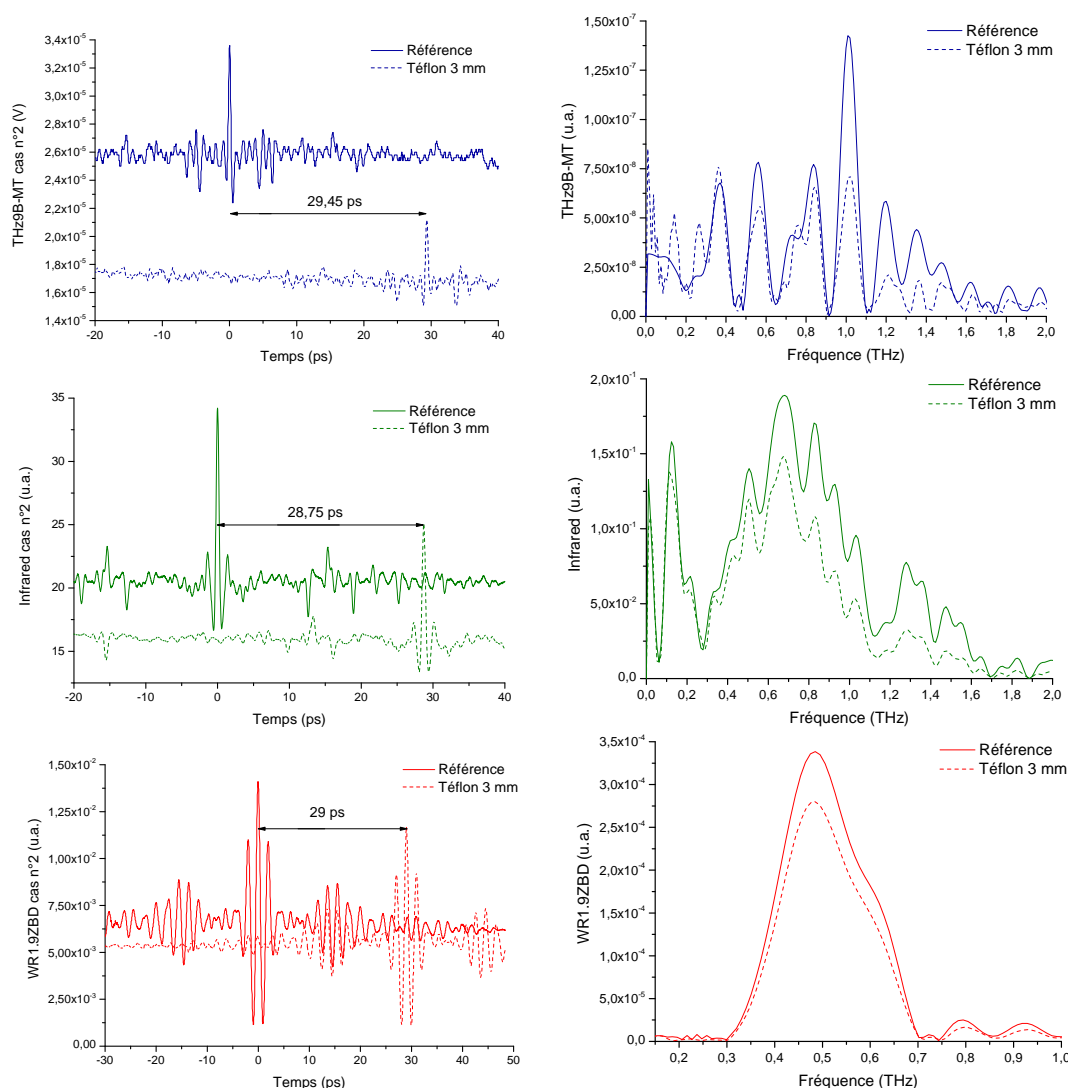 Référence
Téflon 3 mm
3,4x10⁻⁵
3,2x10⁻⁵
3,0x10⁻⁵
2,8x10⁻⁵
2,6x10⁻⁵
2,4x10⁻⁵
2,2x10⁻⁵
2,0x10⁻⁵
1,8x10⁻⁵
1,6x10⁻⁵
1,4x10⁻⁵
THz9B-MT cas n°2 (V)
29,45 ps
-20 -10 0 10 20 30 40
Temps (ps)
Référence
Téflon 3 mm
1,50x10⁻⁷
1,25x10⁻⁷
1,00x10⁻⁷
7,50x10⁻⁸
5,00x10⁻⁸
2,50x10⁻⁸
0,00
THz9B-MT (u.a.)
0,0 0,2 0,4 0,6 0,8 1,0 1,2 1,4 1,6 1,8 2,0
Fréquence (THz)
Référence
Téflon 3 mm
35
30
25
20
15
Infrared cas n°2 (u.a.)
28,75 ps
-20 -10 0 10 20 30 40
Temps (ps)
Référence
Téflon 3 mm
2,0x10⁻¹
1,5x10⁻¹
1,0x10⁻¹
5,0x10⁻²
0,0
Infrared (u.a.)
0,0 0,2 0,4 0,6 0,8 1,0 1,2 1,4 1,6 1,8 2,0
Fréquence (THz)
Référence
Téflon 3 mm
1,50x10⁻²
1,25x10⁻²
1,00x10⁻²
7,50x10⁻³
5,00x10⁻³
2,50x10⁻³
0,00
WR1.9ZBD cas n°2 (u.a.)
29 ps
-30 -20 -10 0 10 20 30 40 50
Temps (ps)
Référence
Téflon 3 mm
3,5x10⁻⁴
3,0x10⁻⁴
2,5x10⁻⁴
2,0x10⁻⁴
1,5x10⁻⁴
1,0x10⁻⁴
5,0x10⁻⁵
0,0
WR1.9ZBD (u.a.)
0,2 0,3 0,4 0,5 0,6 0,7 0,8 0,9 1,0
Fréquence (THz)